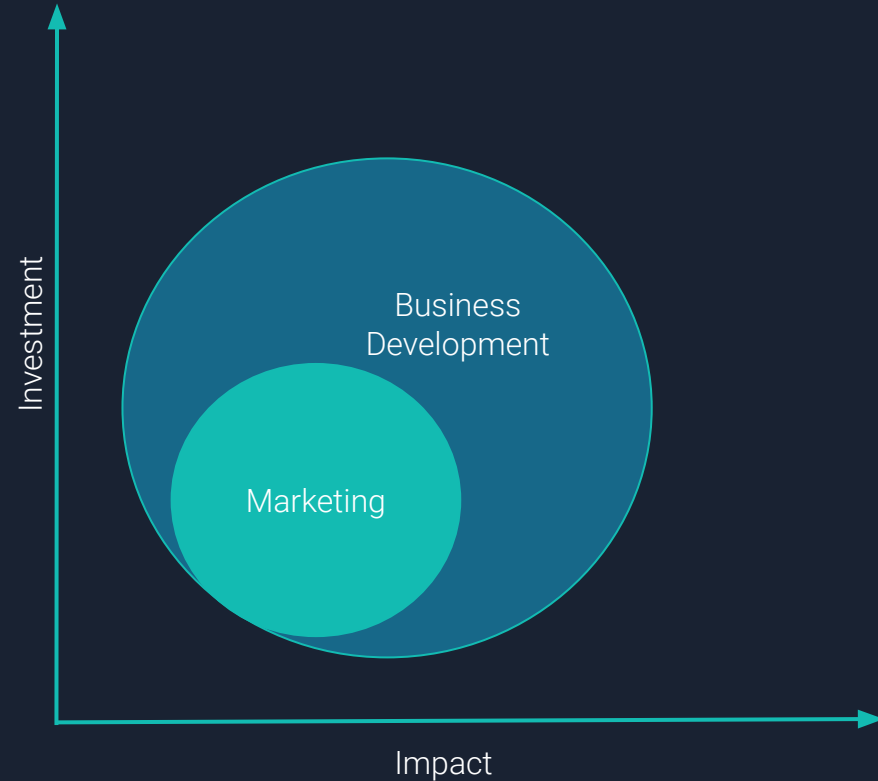 Business
Development
Investment
Marketing
Impact